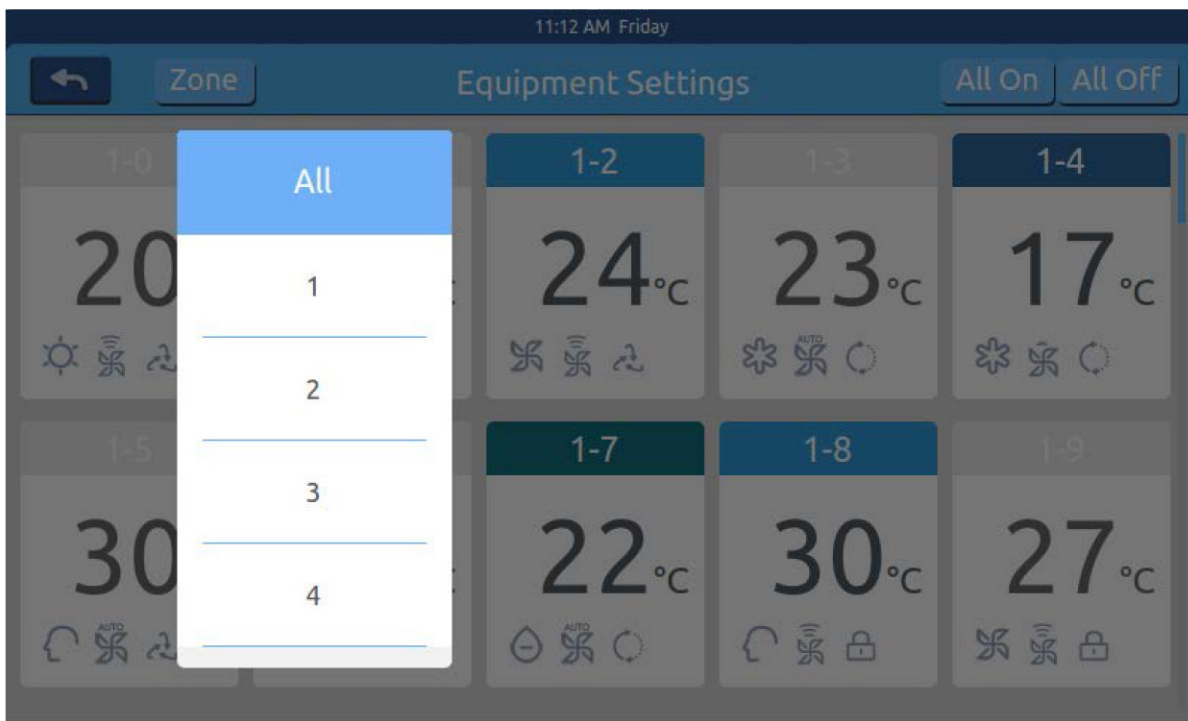 11:12 AM Friday
Zone
Equipment Settings
All On
All Off
1-0
1-2
1-3
1-4
All
20
24°C
23°C
17°C
1
AUTO
2
1-5
1-7
1-8
1-9
3
30
22°C
30°C
27°C
4
AUTO
AUTO